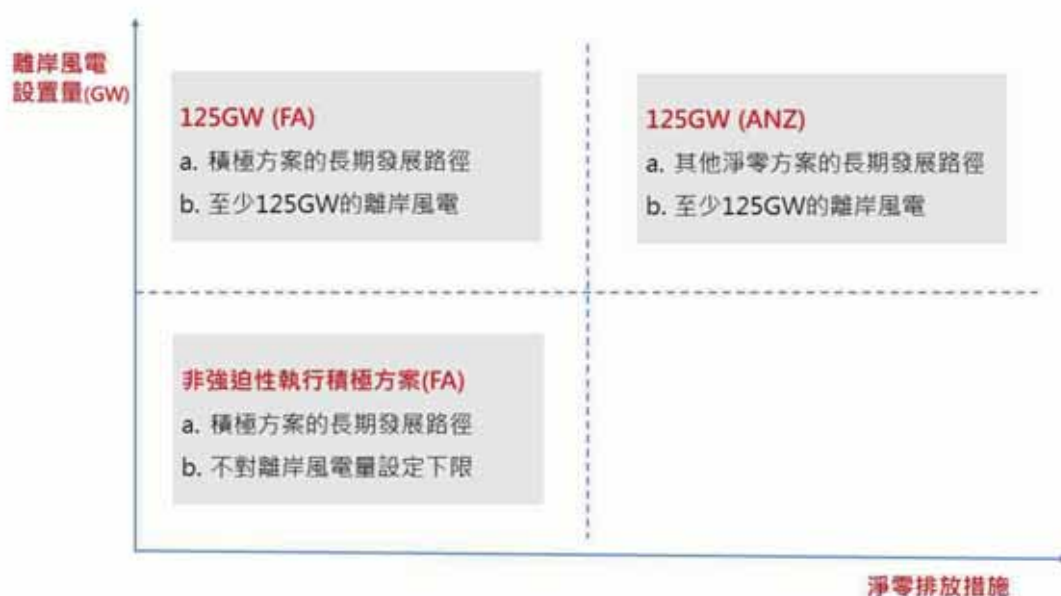 離岸風電
設置量(GW)
125GW (FA)
a. 積極方案的長期發展路徑
b. 至少125GW的離岸風電
125GW (ANZ)
a. 其他淨零方案的長期發展路徑
b. 至少125GW的離岸風電
非強迫性執行積極方案(FA)
a. 積極方案的長期發展路徑
b. 不對離岸風電量設定下限
淨零排放措施